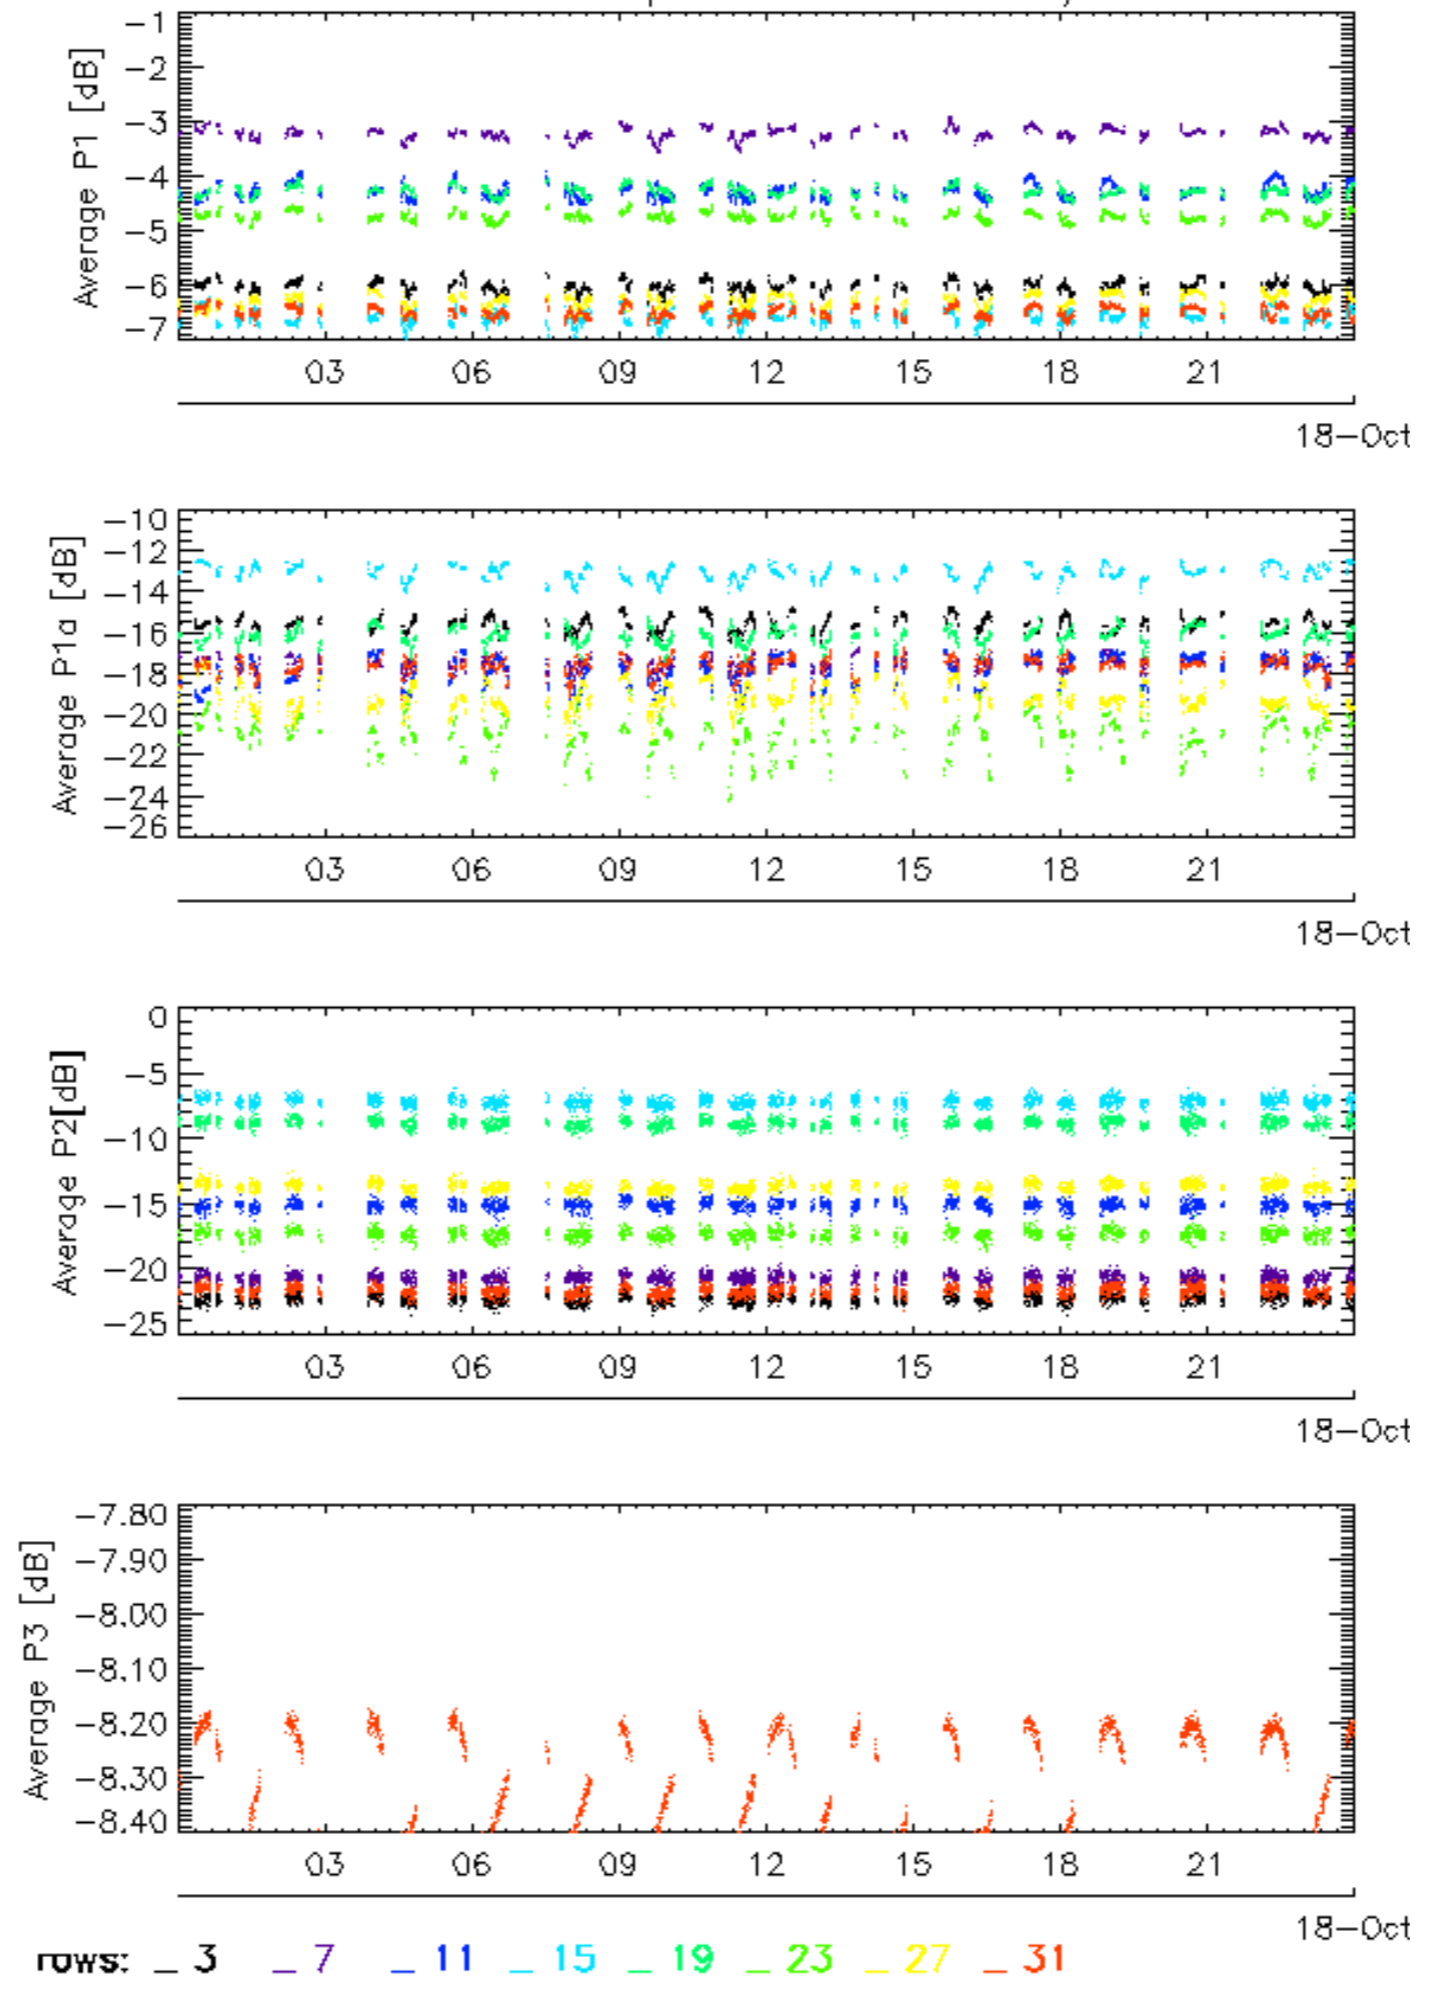 Average P1 [dB]
-1
-2
-3
-4
-5
-6
-7
03 06 09 12 15 18 21
18-Oct
Average P1a [dB]
-10
-12
-14
-16
-18
-20
-22
-24
-26
03 06 09 12 15 18 21
18-Oct
Average P2[dB]
0
-5
-10
-15
-20
-25
03 06 09 12 15 18 21
18-Oct
Average P3 [dB]
-7.80
-7.90
-8.00
-8.10
-8.20
-8.30
-8.40
03 06 09 12 15 18 21
18-Oct
rows: _ 3 _ 7 _ 11 _ 15 _ 19 _ 23 _ 27 _ 31